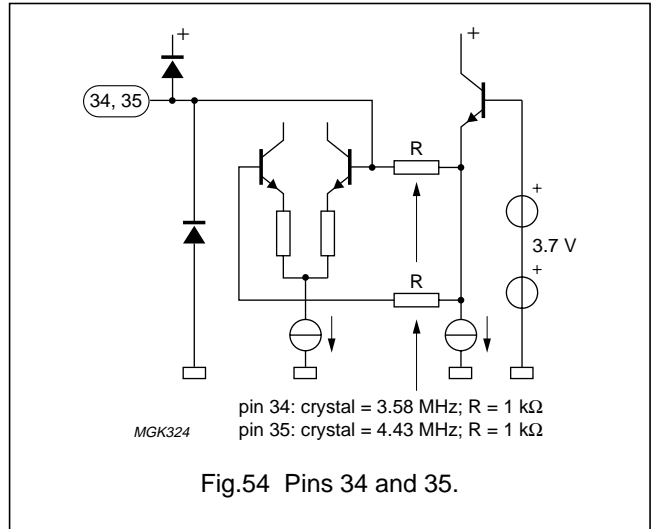 +
+
34, 35
R
+
3.7 V
R
+
pin 34: crystal = 3.58 MHz; R = 1 kΩ
MGK324
pin 35: crystal = 4.43 MHz; R = 1 kΩ
Fig.54 Pins 34 and 35.